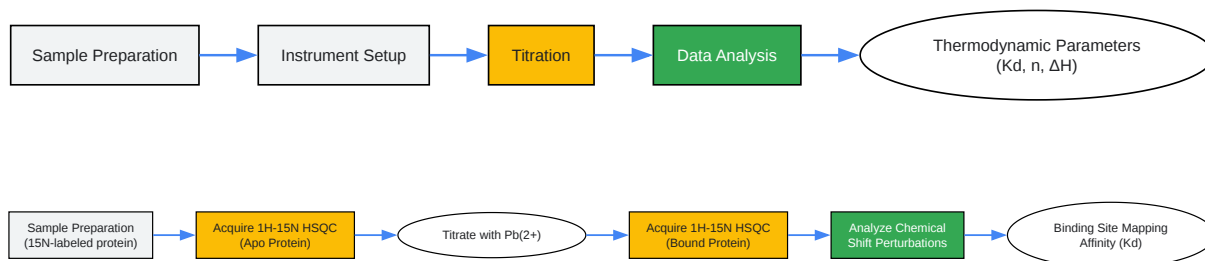 Sample Preparation
Instrument Setup
Titration
Data Analysis
Thermodynamic Parameters
(Kd, n, ΔH)
Sample Preparation
(15N-labeled protein)
Acquire 1H-15N HSQC
(Apo Protein)
Titrate with Pb(2+)
Acquire 1H-15N HSQC
(Bound Protein)
Analyze Chemical
Shift Perturbations
Binding Site Mapping
Affinity (Kd)